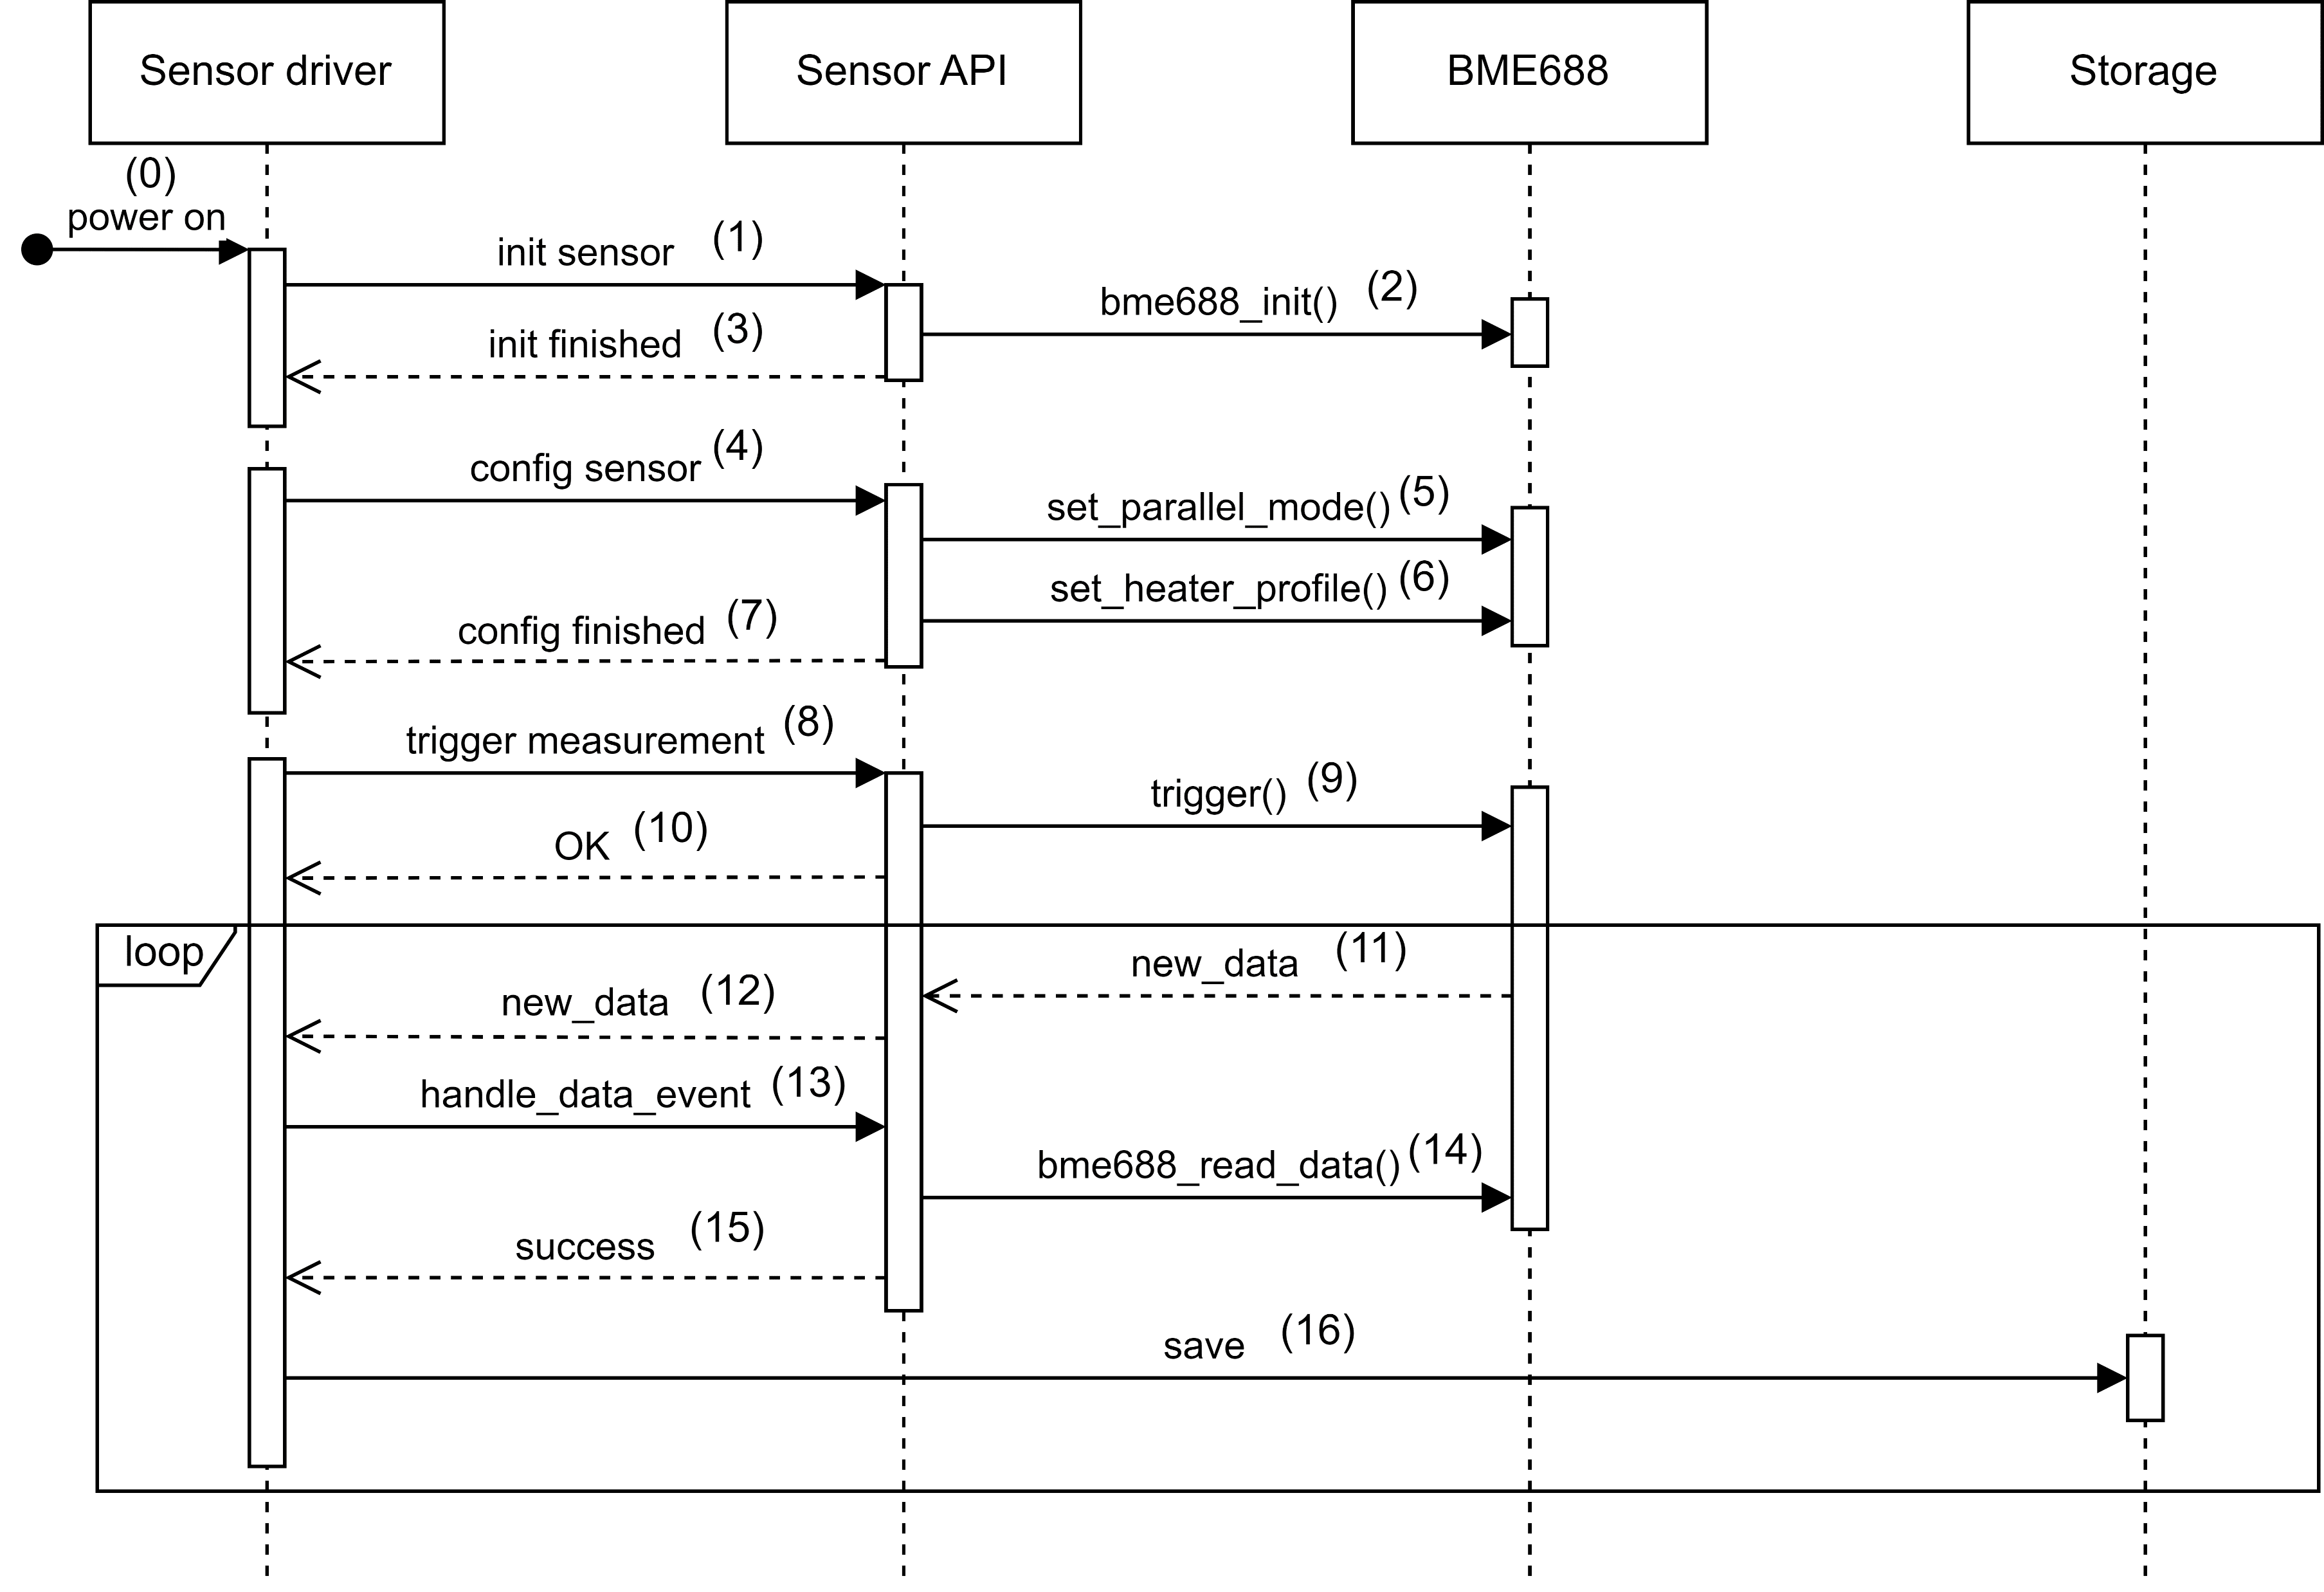 Sensor driver
Sensor API
BME688
Storage
(0)
power on
init sensor (1)
bme688_init() (2)
init finished (3)
config sensor (4)
set_parallel_mode() (5)
set_heater_profile() (6)
config finished (7)
trigger measurement (8)
trigger() (9)
OK (10)
loop
new_data (11)
new_data (12)
handle_data_event (13)
bme688_read_data() (14)
success (15)
save (16)